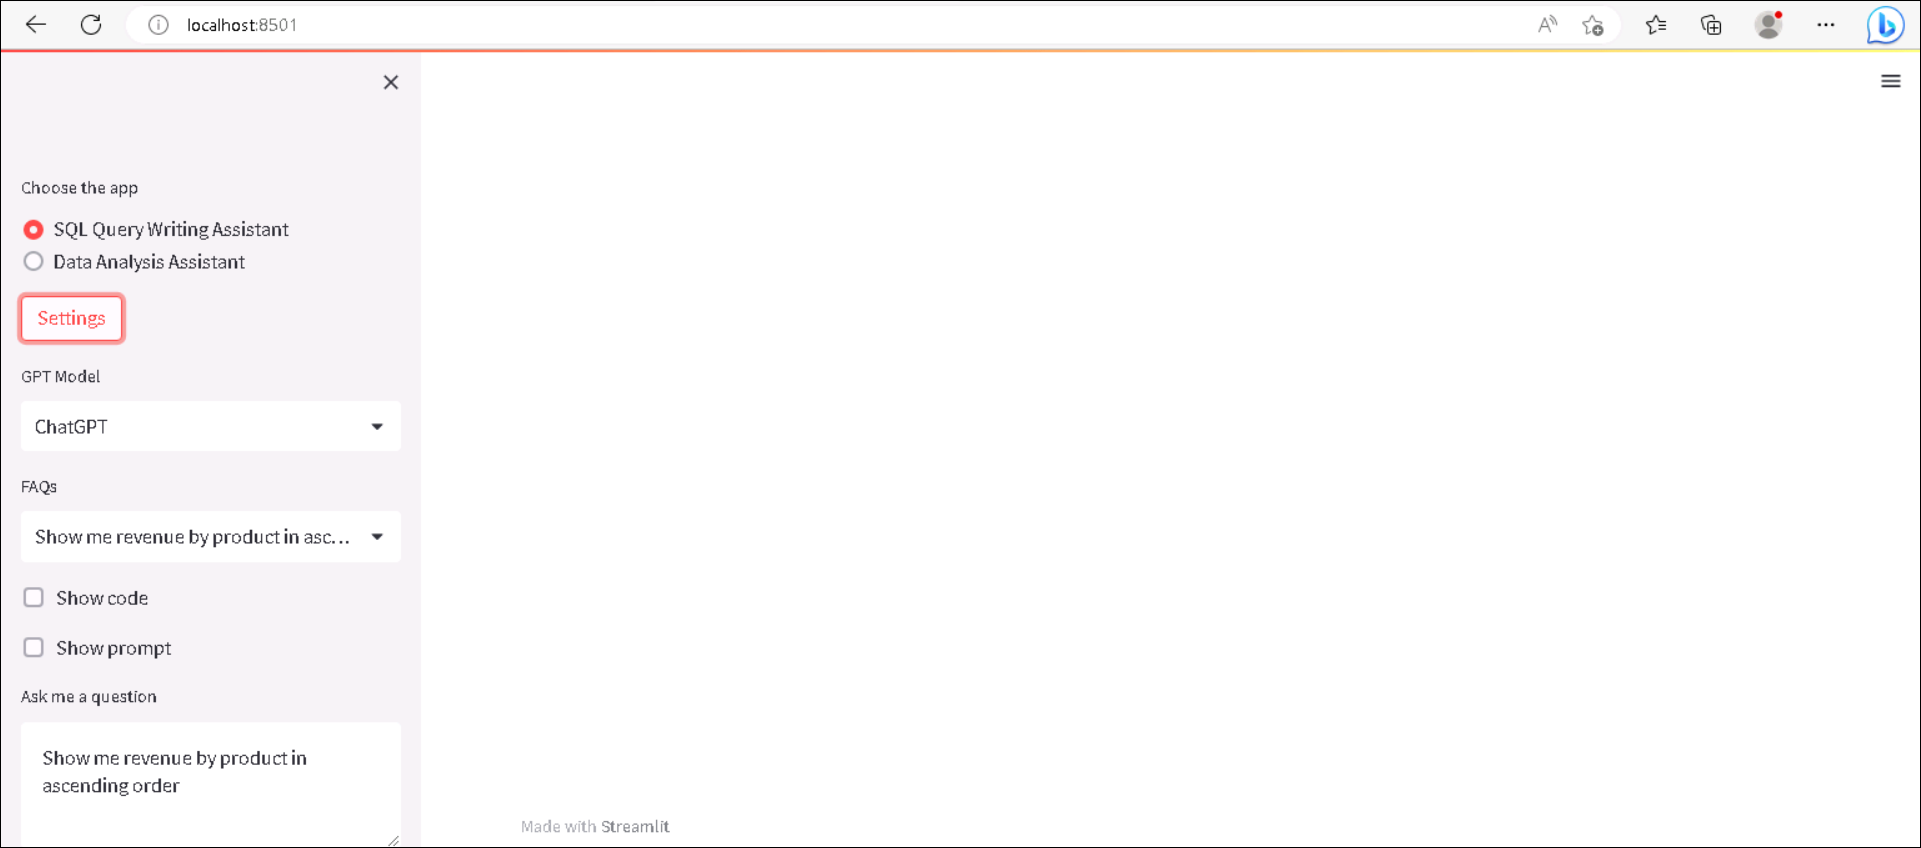 localhost:8501
Choose the app
SQL Query Writing Assistant
Data Analysis Assistant
Settings
GPT Model
ChatGPT
FAQs
Show me revenue by product in asc...
Show code
Show prompt
Ask me a question
Show me revenue by product in
ascending order
Made with Streamlit